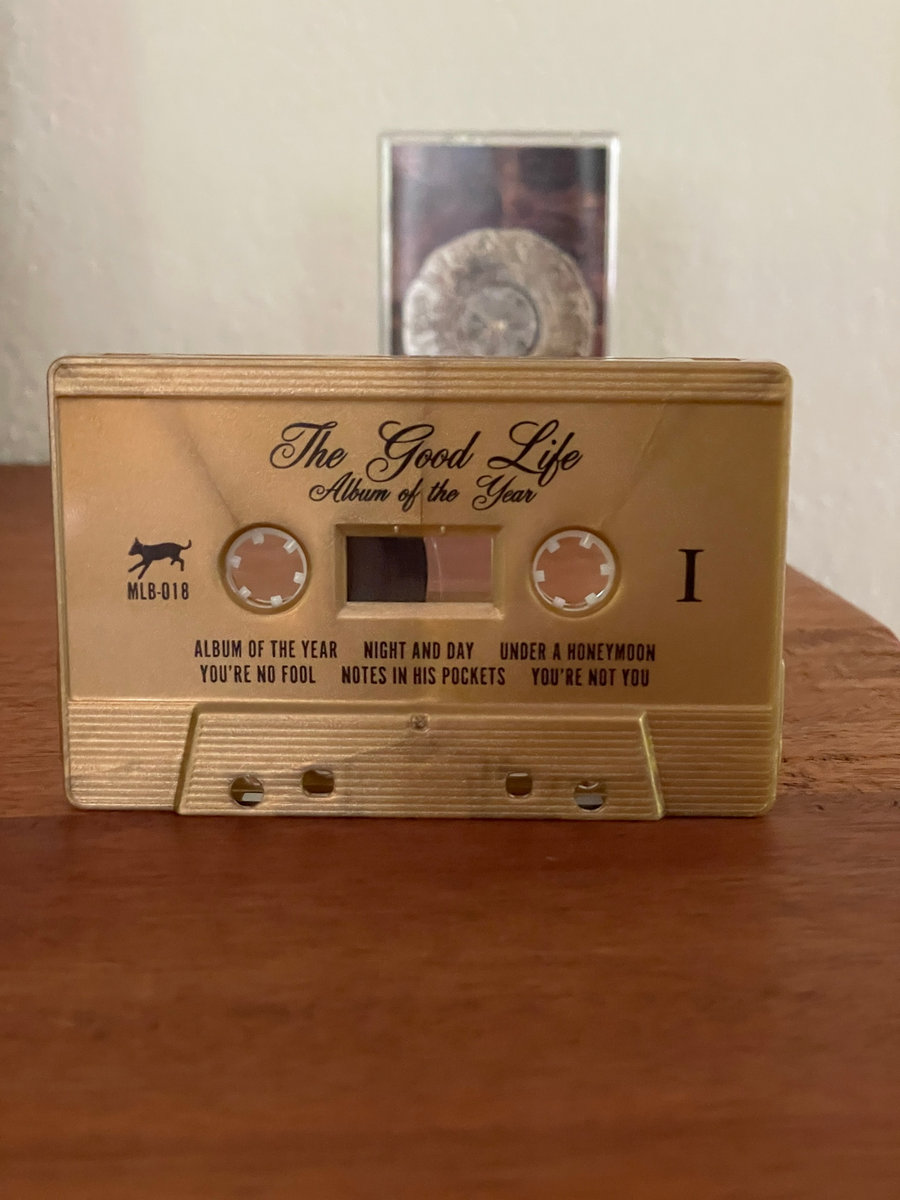 The Good Life
Album of the Year
MLB-018
I
ALBUM OF THE YEAR NIGHT AND DAY UNDER A HONEYMOON
YOU'RE NO FOOL NOTES IN HIS POCKETS YOU'RE NOT YOU